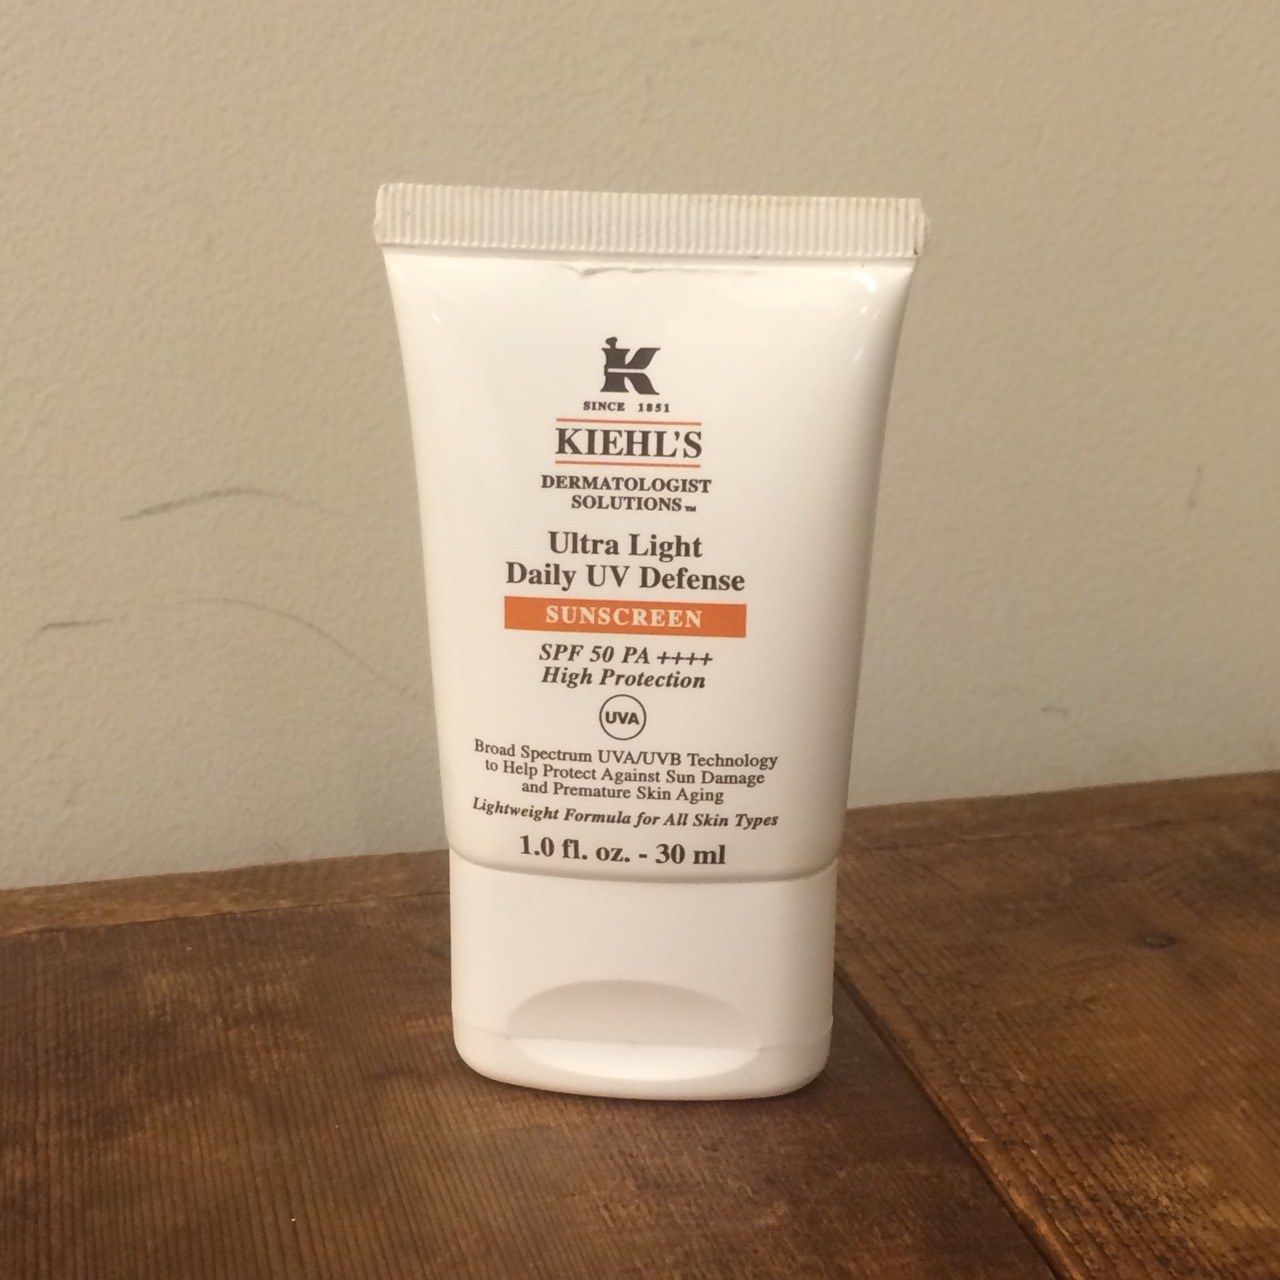 K
SINCE 1851
KIEHL'S
DERMATOLOGIST
SOLUTIONS™
Ultra Light
Daily UV Defense
SUNSCREEN
SPF 50 PA ++++
High Protection
UVA
Broad Spectrum UVA/UVB Technology
to Help Protect Against Sun Damage
and Premature Skin Aging
Lightweight Formula for All Skin Types
1.0 fl. oz. - 30 ml